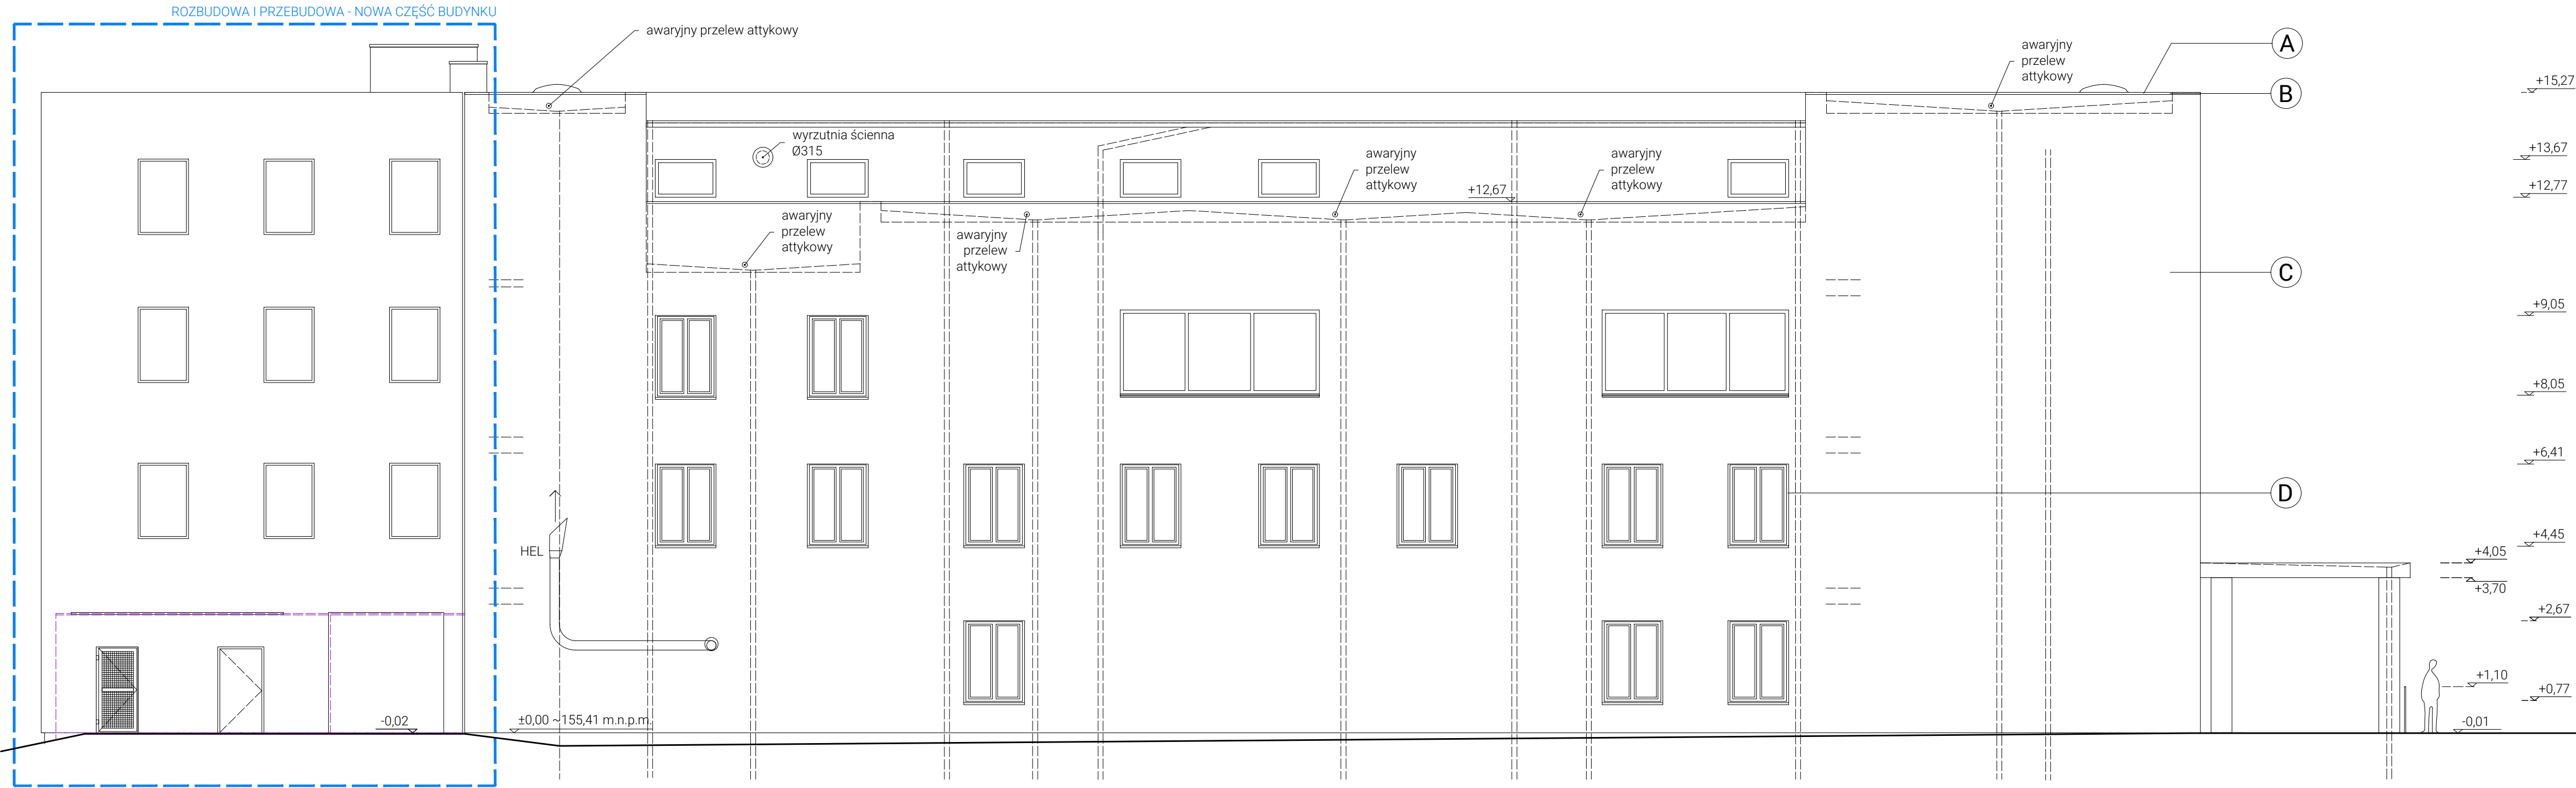 ROZBUDOWA I PRZEBUDOWA - NOWA CZĘŚĆ BUDYNKU
awaryjny przelew attykowy
awaryjny
przelew
attykowy
A
+15,27
B
wyrzutnia ścienna
Ø315
+13,67
awaryjny
przelew
attykowy
awaryjny
przelew
attykowy
+12,67
+12,77
awaryjny
przelew
attykowy
awaryjny
przelew
attykowy
C
+9,05
+8,05
+6,41
D
+4,45
HEL
+4,05
+3,70
+2,67
+1,10
+0,77
-0,02
±0,00 ~155,41 m.n.p.m.
-0,01